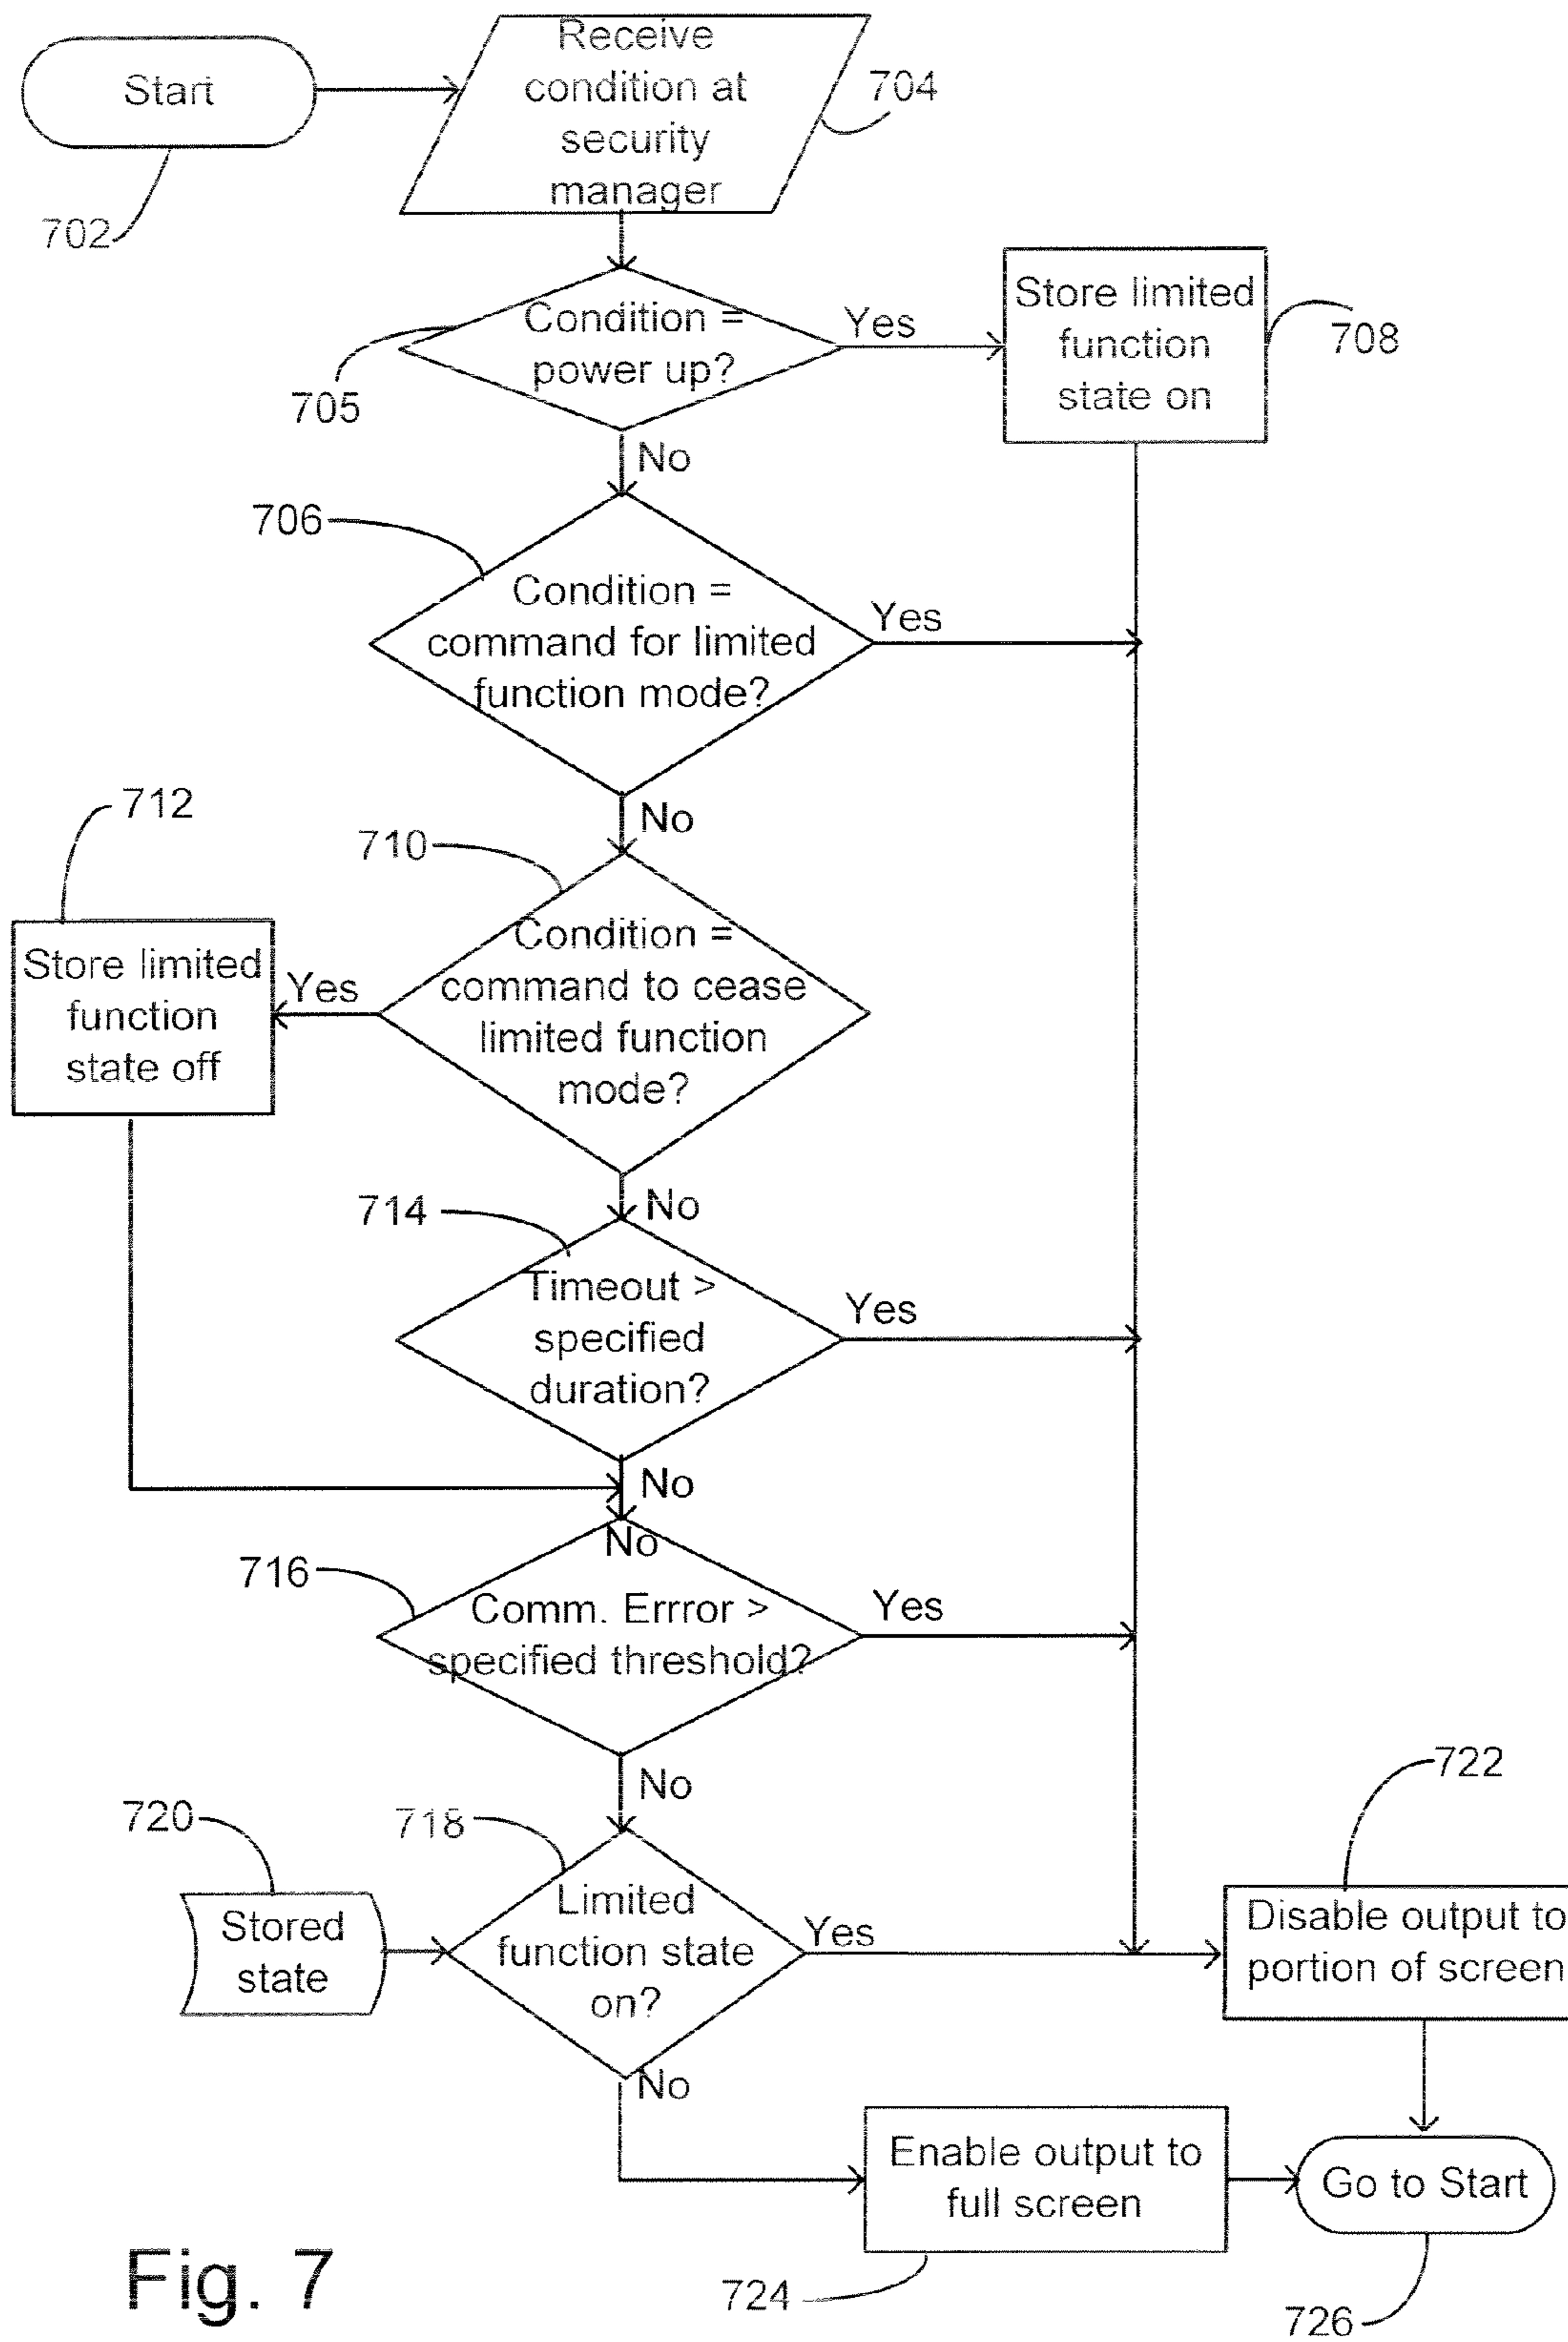 Start
702
Receive
condition at
security
manager
704
Condition =
power up?
705
Yes
Store limited
function
state on
708
No
706
Condition =
command for limited
function mode?
Yes
No
712
710
Store limited
function
state off
Yes
Condition =
command to cease
limited function
mode?
No
714
Timeout >
specified
duration?
Yes
No
No
716
Comm. Errror >
specified threshold?
Yes
No
720
718
Stored
state
Limited
function state
on?
Yes
722
Disable output to
portion of screen
No
Enable output to
full screen
724
Go to Start
726
Fig. 7